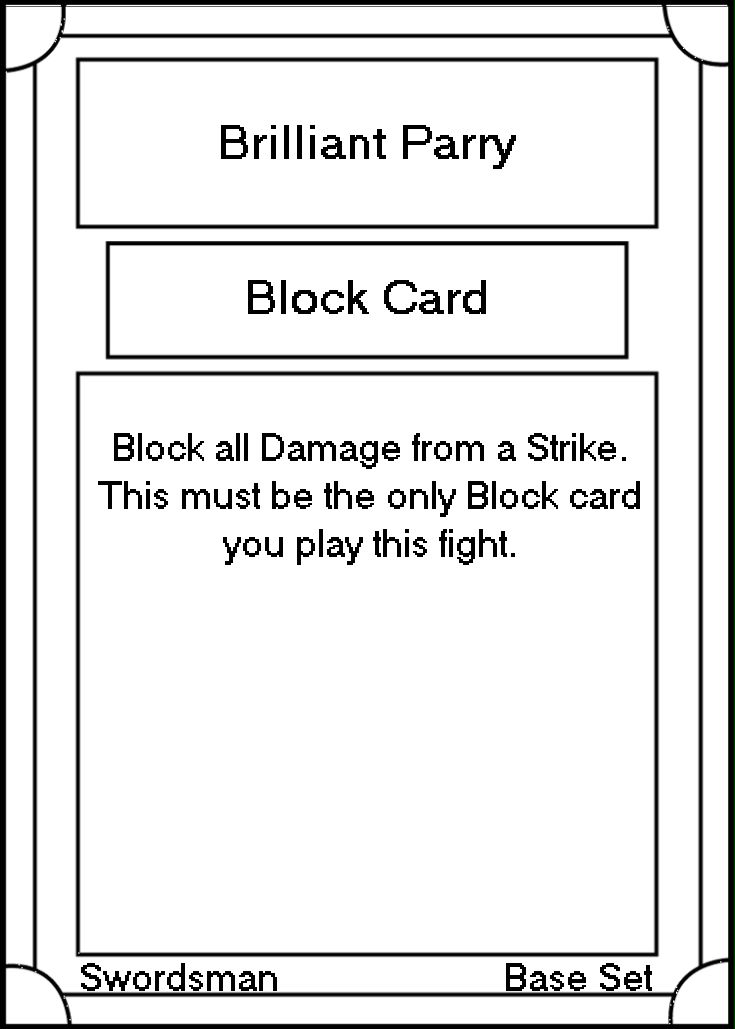 Brilliant Parry
Block Card
Block all Damage from a Strike.
This must be the only Block card
you play this fight.
Swordsman
Base Set